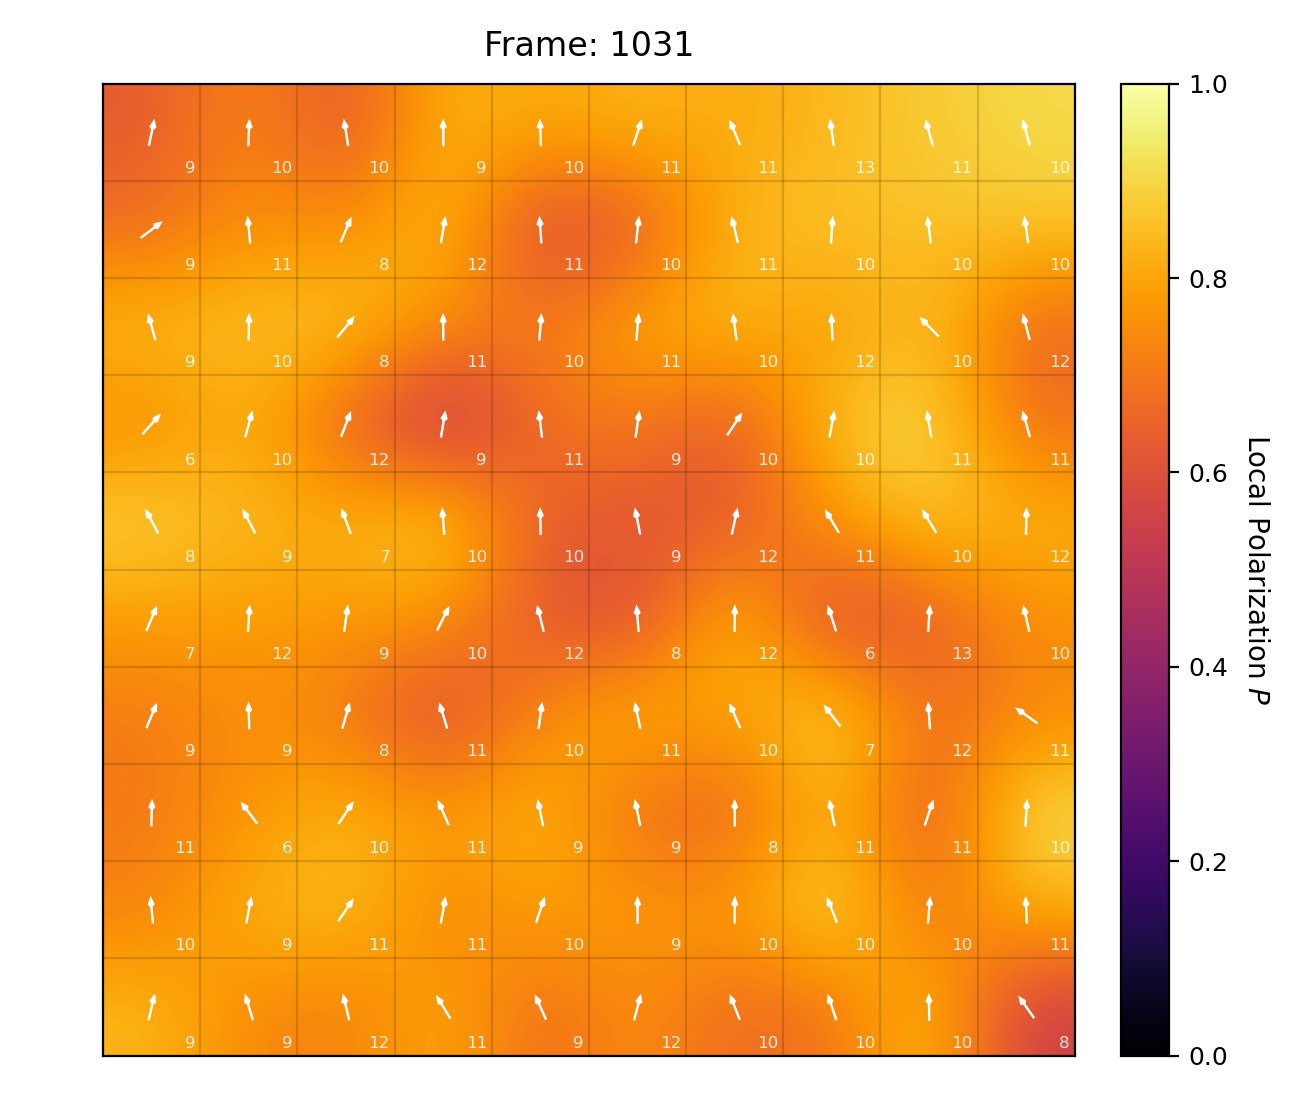 Frame: 1031
9 10 10 9 10 11 11 13 11 10
9 11 8 12 11 10 11 10 10 10
9 10 8 11 10 11 10 12 10 12
6 10 12 9 11 9 10 10 11 11
8 9 7 10 10 9 12 11 10 12
7 12 9 10 12 8 12 6 13 10
9 9 8 11 10 11 10 7 12 11
11 6 10 11 9 9 8 11 11 10
10 9 11 11 10 9 10 10 10 11
9 9 12 11 9 12 10 10 10 8
1.0
0.8
0.6
0.4
0.2
0.0
Local Polarization P